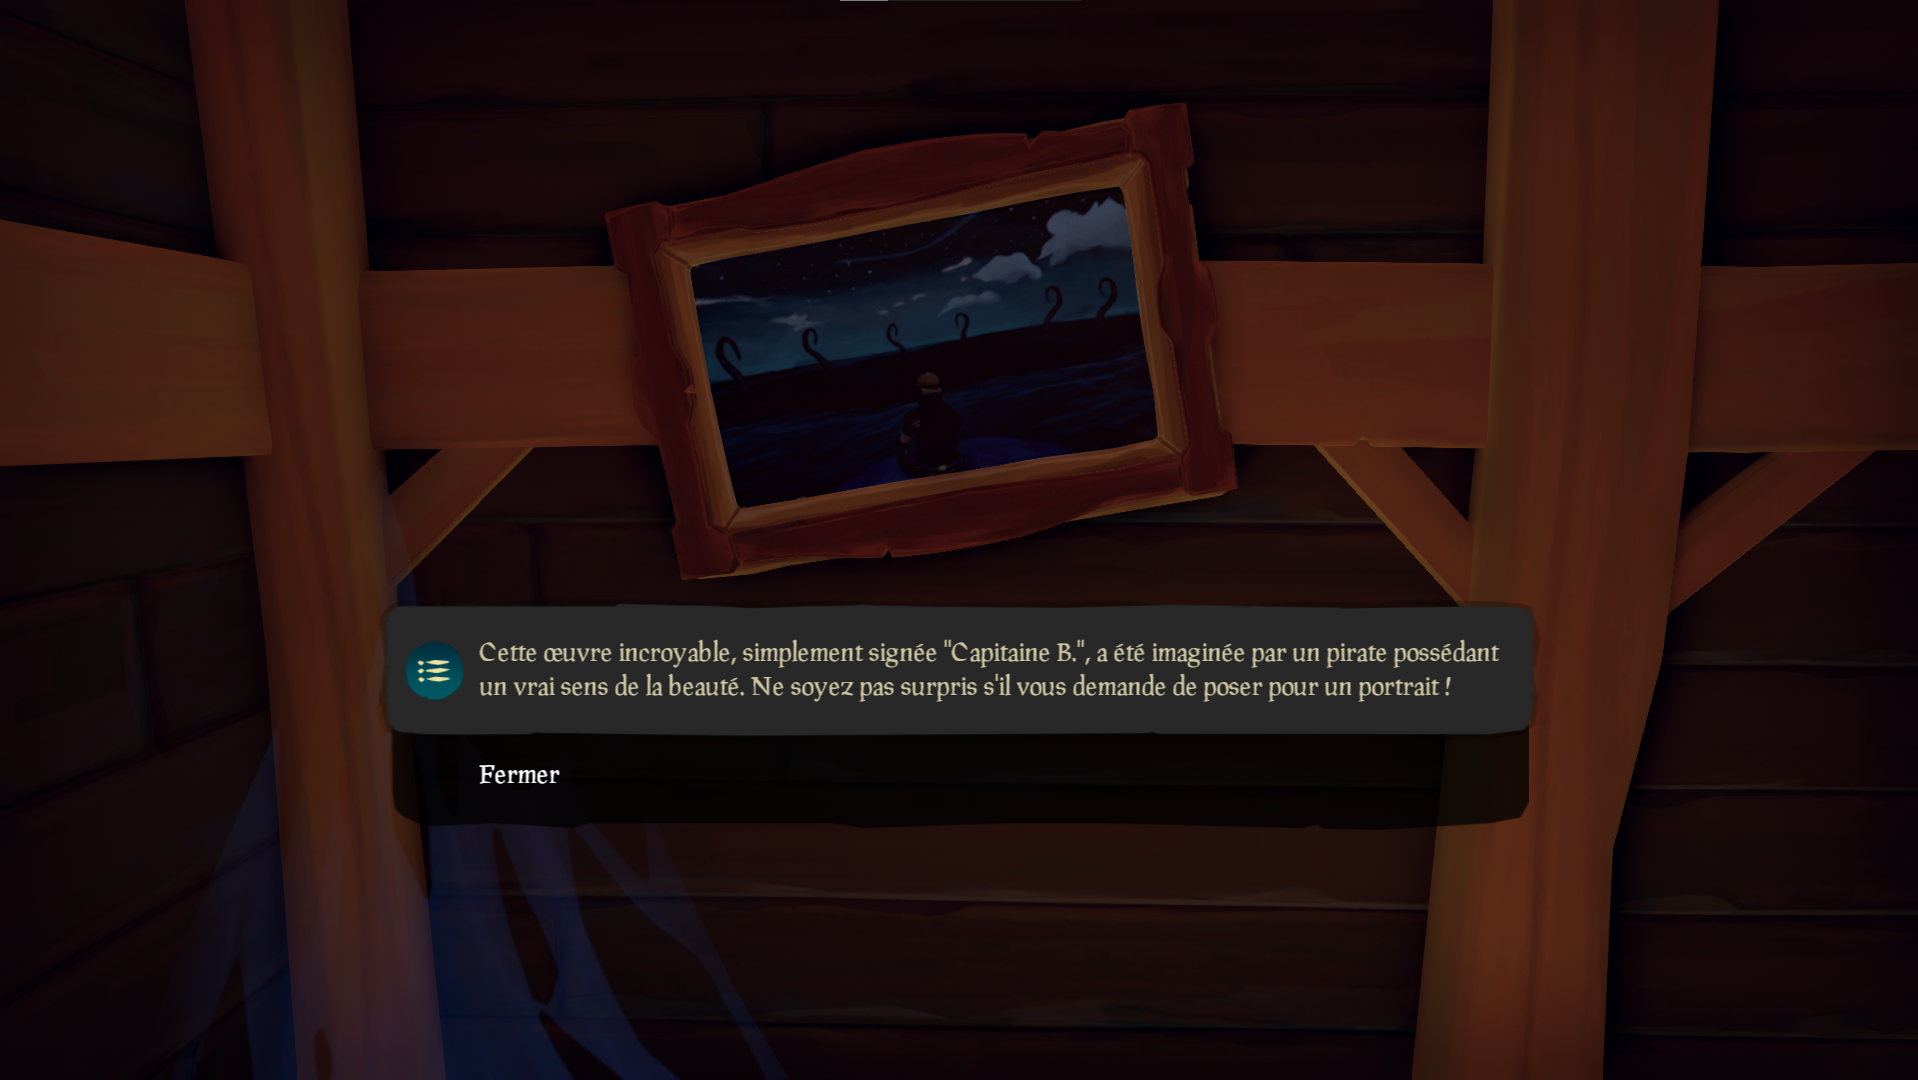 Cette œuvre incroyable, simplement signée "Capitaine B.", a été imaginée par un pirate possédant
un vrai sens de la beauté. Ne soyez pas surpris s'il vous demande de poser pour un portrait !
Fermer